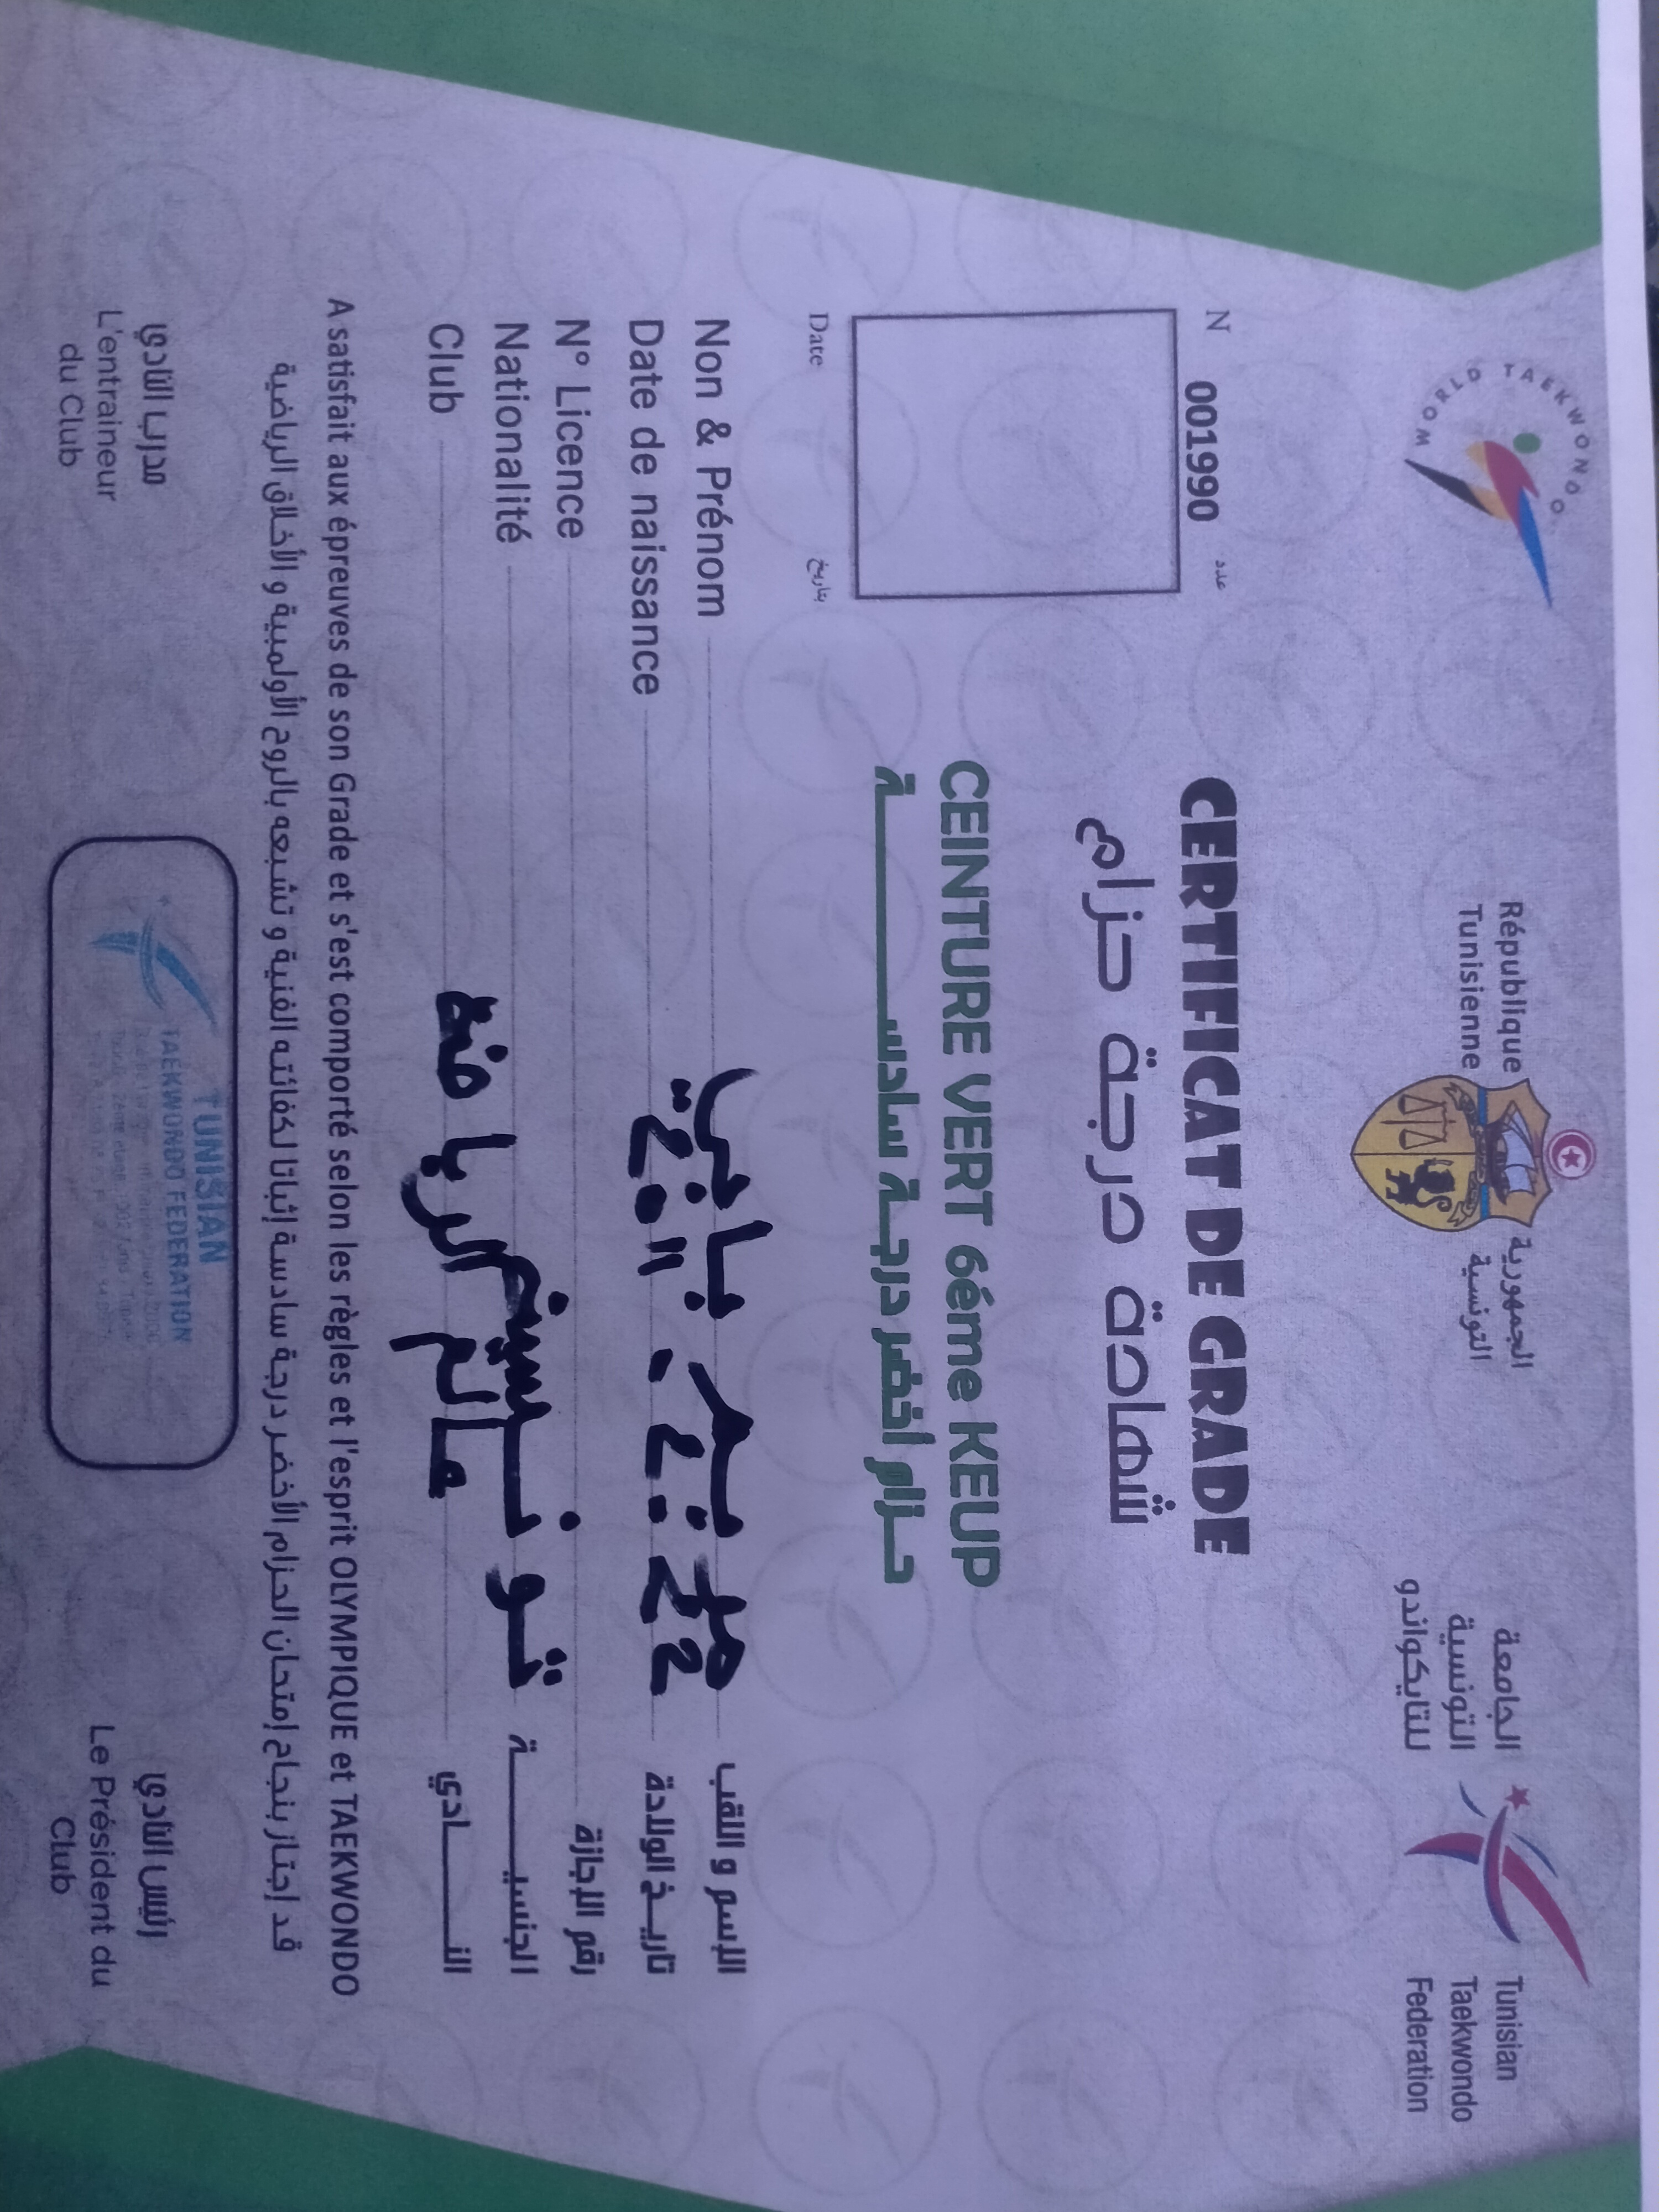 WORLD TAEKWONDO
République
Tunisienne
الجمهورية
التونسية
الجامعة
التونسية
للتايكواندو
Tunisian
Taekwondo
Federation
N 001990 عدد
CERTIFICAT DE GRADE
شهادة درجة حزام
CEINTURE VERT 6éme KEUP
حزام أخضر درجة سادسة
Date بتاريخ
Non & Prénom الإسم و اللقب
Date de naissance تاريخ الولادة
N° Licence رقم الإجازة
Nationalité الجنسية
Club عالم الرياضة النادي
A satisfait aux épreuves de son Grade et s'est comporté selon les règles et l'esprit OLYMPIQUE et TAEKWONDO
قد إجتاز بنجاح إمتحان الحزام الأخضر درجة سادسة إثباتا لكفائته الفنية و تشبعه بالروح الأولمبية و الأخلاق الرياضية
مدرب النادي
L'entraineur
du Club
TUNISIAN
TAEKWONDO FEDERATION
رئيس النادي
Le Président du
Club